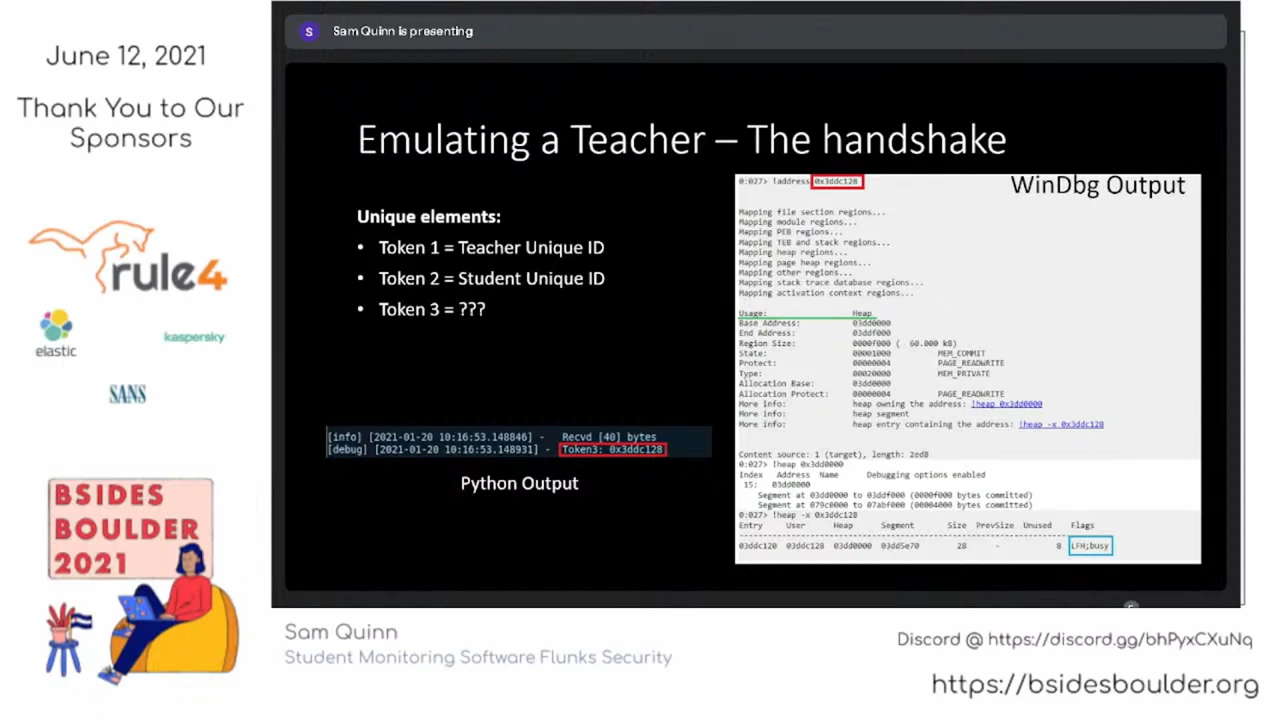 June 12, 2021
Thank You to Our
Sponsors
rule4
elastic
kaspersky
SANS
BSIDES
BOULDER
2021
S
Sam Quinn is presenting
Emulating a Teacher – The handshake
Unique elements:
• Token 1 = Teacher Unique ID
• Token 2 = Student Unique ID
• Token 3 = ???
[info] [2021-01-20 10:16:53.148846] - Recvd [40] bytes
[debug] [2021-01-20 10:16:53.148931] - Token3: 0x3ddc128
Python Output
WinDbg Output
0:027> !address 0x3ddc128
Mapping file section regions...
Mapping module regions...
Mapping PEB regions...
Mapping TEB and stack regions...
Mapping heap regions...
Mapping page heap regions...
Mapping other regions...
Mapping stack trace database regions...
Mapping activation context regions...
Usage: Heap
Base Address: 03dd0000
End Address: 03ddf000
Region Size: 0000f000 ( 60.000 kB)
State: 00001000 MEM_COMMIT
Protect: 00000004 PAGE_READWRITE
Type: 00020000 MEM_PRIVATE
Allocation Base: 03dd0000
Allocation Protect: 00000004 PAGE_READWRITE
More info: heap owning the address: !heap 0x3dd0000
More info: heap segment
More info: heap entry containing the address: !heap -x 0x3ddc128
Content source: 1 (target), length: 2ed8
0:027> !heap 0x3dd0000
Index Address Name Debugging options enabled
15: 03dd0000
Segment at 03dd0000 to 03ddf000 (0000f000 bytes committed)
Segment at 079c0000 to 07abf000 (00004000 bytes committed)
0:027> !heap -x 0x3ddc128
Entry User Heap Segment Size PrevSize Unused Flags
03ddc120 03ddc128 03dd0000 03dd5e70 28 - 8 LFH;busy
Sam Quinn
Student Monitoring Software Flunks Security
Discord @ https://discord.gg/bhPyxCXuNq
https://bsidesboulder.org